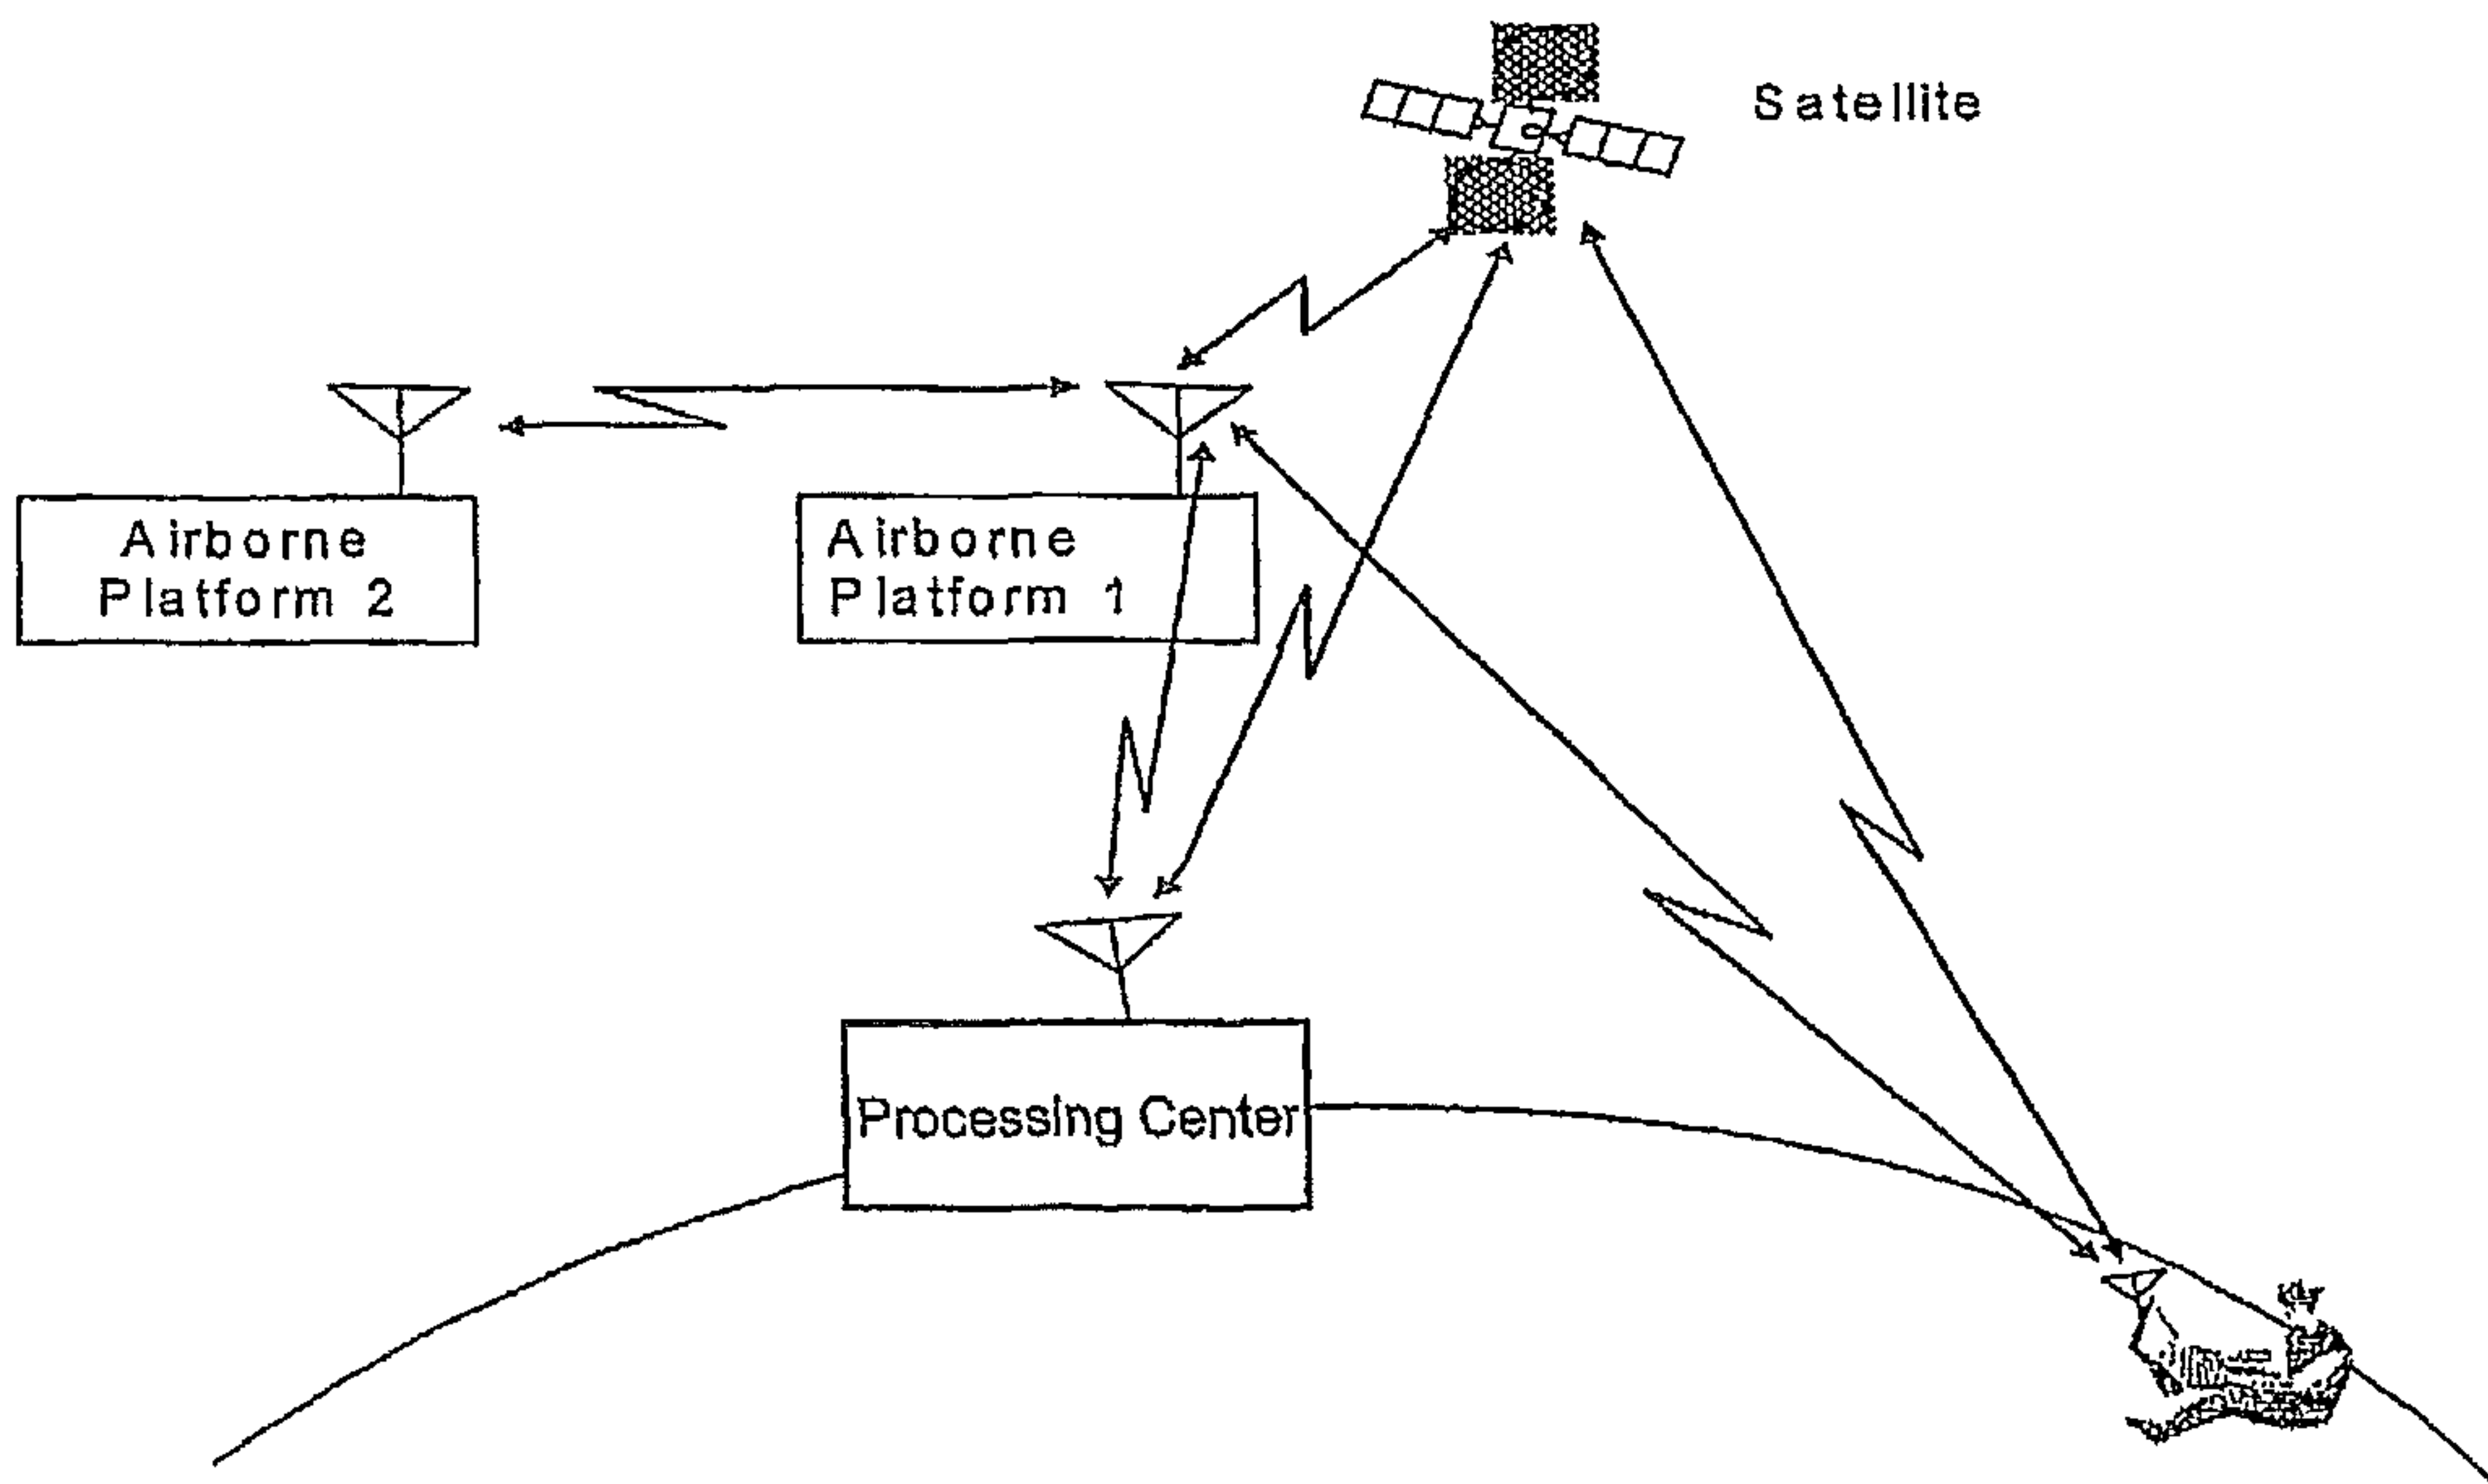 Satellite
Airborne
Platform 2
Airborne
Platform 1
Processing Center